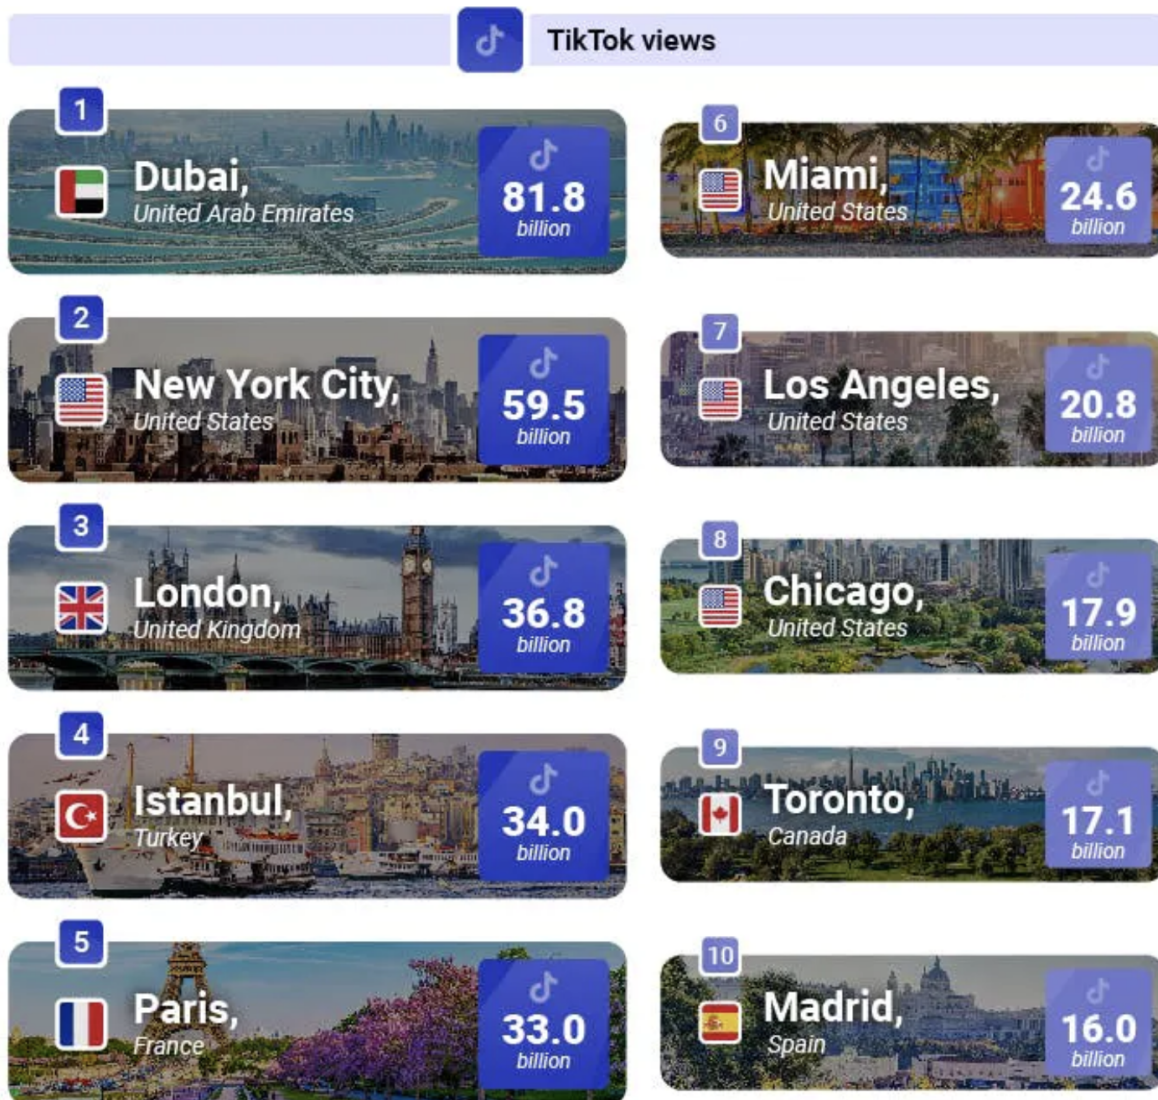 TikTok views
1
Dubai,
United Arab Emirates
81.8
billion
2
New York City,
United States
59.5
billion
3
London,
United Kingdom
36.8
billion
4
Istanbul,
Turkey
34.0
billion
5
Paris,
France
33.0
billion
6
Miami,
United States
24.6
billion
7
Los Angeles,
United States
20.8
billion
8
Chicago,
United States
17.9
billion
9
Toronto,
Canada
17.1
billion
10
Madrid,
Spain
16.0
billion